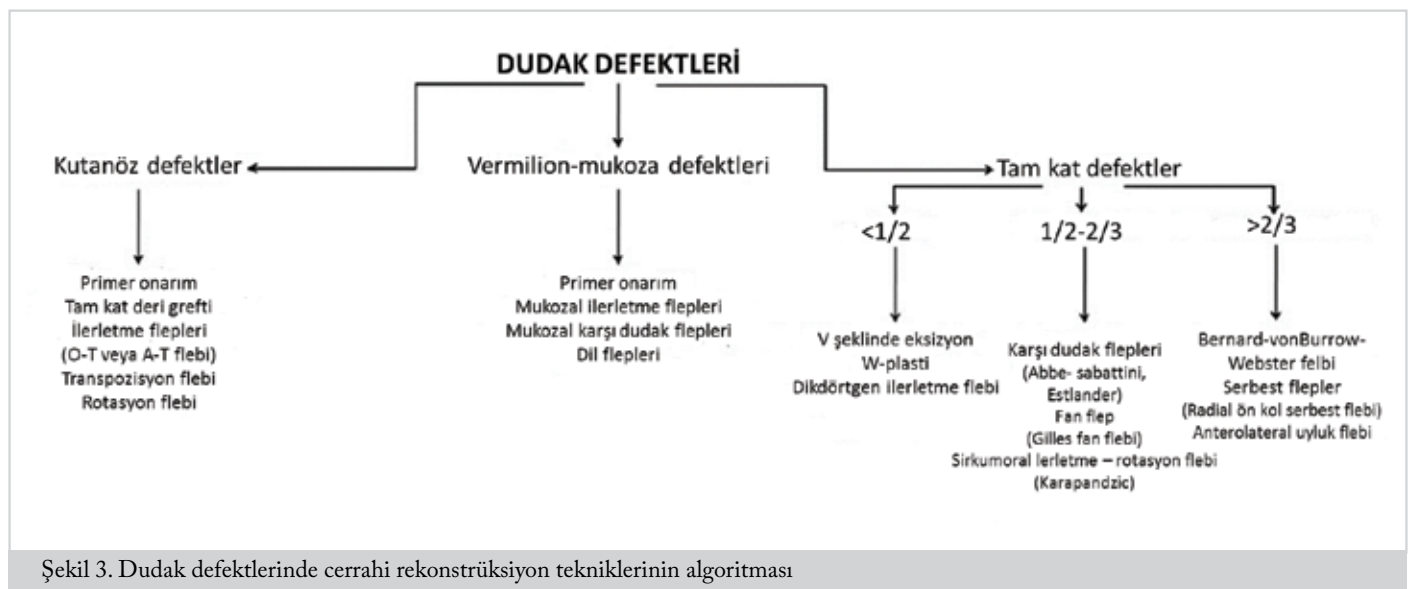 DUDAK DEFEKTLERİ
Kutanöz defektler
Primer onarım
Tam kat deri grefti
İlerletme flepleri
(O-T veya A-T flebi)
Transpozisyon flebi
Rotasyon flebi
Vermilion-mukoza defektleri
Primer onarım
Mukozal ilerletme flepleri
Mukozal karşı dudak flepleri
Dil flepleri
Tam kat defektler
<1/2
V şeklinde eksizyon
W-plasti
Dikdörtgen ilerletme flebi
1/2-2/3
Karşı dudak flepleri
(Abbe- sabattini,
Estlander)
Fan flep
(Gilles fan flebi)
Sirkumoral lerletme – rotasyon flebi
(Karapandzic)
>2/3
Bernard-vonBurrow-
Webster felbi
Serbest flepler
(Radial ön kol serbest flebi)
Anterolateral uyluk flebi
Şekil 3. Dudak defektlerinde cerrahi rekonstrüksiyon tekniklerinin algoritması